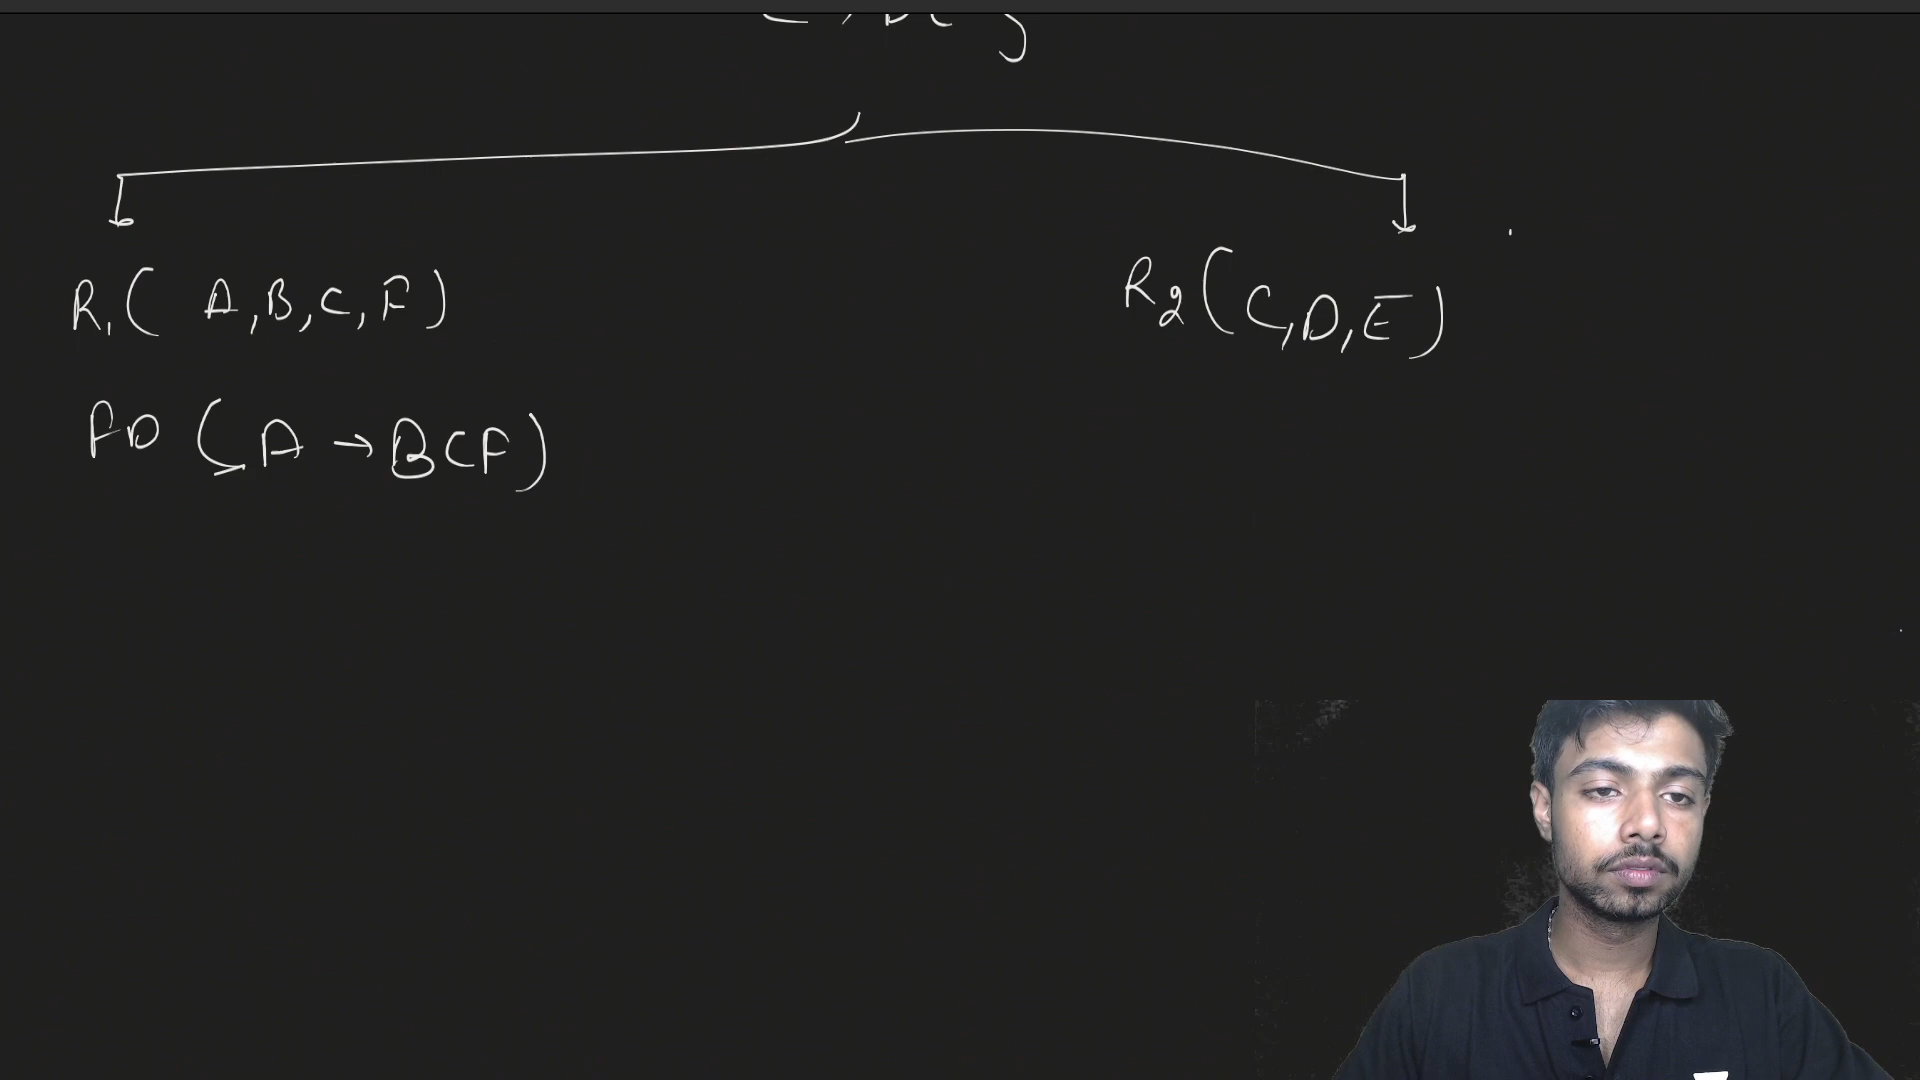 R1( A,B,C,F)
R2(C,D,E)
FD (A → BCF)